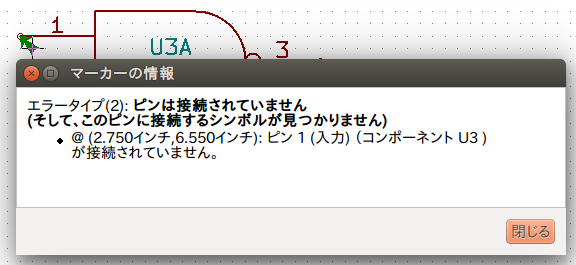 1
U3A
3
マーカーの情報
エラータイプ(2): ピンは接続されていません
(そして、このピンに接続するシンボルが見つかりません)
• @ (2.750インチ,6.550インチ): ピン 1 (入力) （コンポーネント U3 )
が接続されていません。
閉じる